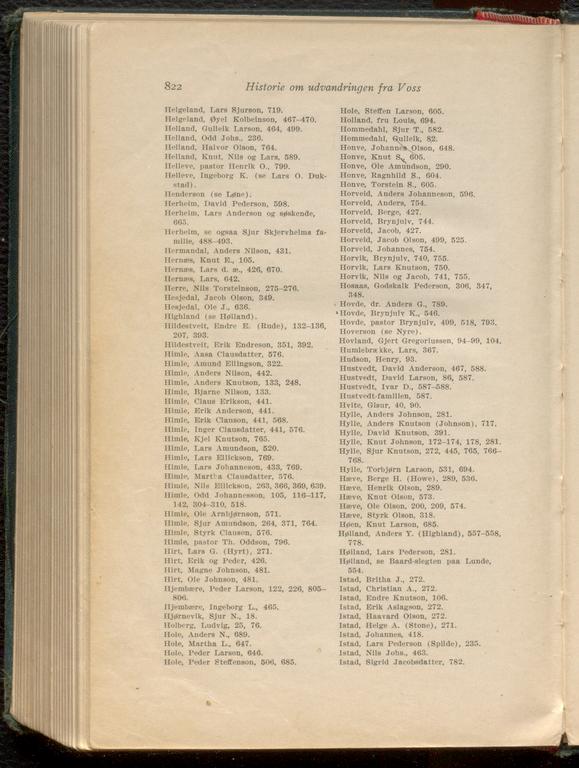 822
Historie om udvandringen fra Voss
Helgeland, Lars Sjurson, 719.
Helgeland, Øyel Kolbeinson, 467–470.
Helland, Gulleik Larson, 464, 499.
Helland, Odd Johs., 236.
Helland, Halvor Olson, 764.
Helland, Knut, Nils og Lars, 589.
Helleve, pastor Henrik O., 799.
Helleve, Ingeborg K. (se Lars O. Duk-
stad).
Henderson (se Løne).
Herheim, David Pederson, 598.
Herheim, Lars Anderson og søskende,
665.
Herheim, se ogsaa Sjur Skjervheims fa-
milie, 488–493.
Hermandal, Anders Nilson, 431.
Hernæs, Knut E., 105.
Hernæs, Lars d. æ., 426, 670.
Hernæs, Lars, 642.
Herre, Nils Torsteinson, 275–276.
Hesjedal, Jacob Olson, 349.
Hesjedal, Ole J., 636.
Highland (se Hølland).
Hildestveit, Endre E. (Rude), 132–136,
207, 393.
Hildestveit, Erik Endreson, 351, 392.
Himle, Aasa Clausdatter, 576.
Himle, Amund Ellingson, 322.
Himle, Anders Nilson, 442.
Himle, Anders Knutson, 133, 248.
Himle, Bjarne Nilson, 133.
Himle, Claus Erikson, 441.
Himle, Erik Anderson, 441.
Himle, Erik Clauson, 441, 568.
Himle, Inger Clausdatter, 441, 576.
Himle, Kjel Knutson, 765.
Himle, Lars Amundson, 520.
Himle, Lars Ellickson, 769.
Himle, Lars Johanneson, 433, 769.
Himle, Martha Clausdatter, 576.
Himle, Nils Ellickson, 263, 366, 369, 639.
Himle, Odd Johannesson, 105, 116–117,
142, 304–310, 518.
Himle, Ole Arnbjørnson, 571.
Himle, Sjur Amundson, 264, 371, 764.
Himle, Styrk Clausen, 576.
Himle, pastor Th. Oddson, 796.
Hirt, Lars G. (Hyrt), 271.
Hirt, Erik og Peder, 426.
Hirt, Magne Johnson, 481.
Hirt, Ole Johnson, 481.
Hjembære, Peder Larson, 122, 226, 805–
806.
Hjembære, Ingeborg L., 465.
Hjørnevik, Sjur N., 18.
Holberg, Ludvig, 25, 76.
Hole, Anders N., 689.
Hole, Martha L., 647.
Hole, Peder Larson, 646.
Hole, Peder Steffenson, 506, 685.
Hole, Steffen Larson, 605.
Holland, fru Louis, 694.
Hommedahl, Sjur T., 582.
Hommedahl, Gulleik, 82.
Honve, Johannes Olson, 648.
Honve, Knut S., 605.
Honve, Ole Amundson, 290.
Honve, Ragnhild S., 604.
Honve, Torstein S., 605.
Horveid, Anders Johanneson, 596.
Horveid, Anders, 754.
Horveid, Berge, 427.
Horveid, Brynjulv, 744.
Horveid, Jacob, 427.
Horveid, Jacob Olson, 499, 525.
Horveid, Johannes, 754.
Horvik, Brynjulv, 740, 755.
Horvik, Lars Knutson, 750.
Horvik, Nils og Jacob, 741, 755.
Hosaas, Godskalk Pederson, 306, 347,
348.
Hovde, dr. Anders G., 789.
Hovde, Brynjulv K., 546.
Hovde, pastor Brynjulv, 499, 518, 793.
Hoverson (se Nyre).
Hovland, Gjert Gregoriussen, 94–99, 104.
Humlebrække, Lars, 367.
Hudson, Henry, 93.
Hustvedt, David Anderson, 467, 588.
Hustvedt, David Larson, 86, 587.
Hustvedt, Ivar D., 587–588.
Hustvedt-familien, 587.
Hvite, Gisur, 40, 90.
Hylle, Anders Johnson, 281.
Hylle, Anders Knutson (Johnson), 717.
Hylle, David Knutson, 391.
Hylle, Knut Johnson, 172–174, 178, 281.
Hylle, Sjur Knutson, 272, 445, 765, 766–
768.
Hylle, Torbjørn Larson, 531, 694.
Hæve, Berge H. (Howe), 289, 536.
Hæve, Henrik Olson, 289.
Hæve, Knut Olson, 573.
Hæve, Ole Olson, 200, 209, 574.
Hæve, Styrk Olson, 318.
Høen, Knut Larson, 685.
Hølland, Anders Y. (Highland), 557–558,
778.
Hølland, Lars Pederson, 281.
Hølland, se Baard-slegten paa Lunde,
554.
Istad, Britha J., 272.
Istad, Christian A., 272.
Istad, Endre Knutson, 106.
Istad, Erik Aslagson, 272.
Istad, Haavard Olson, 272.
Istad, Helge A. (Stone), 271.
Istad, Johannes, 418.
Istad, Lars Pederson (Spilde), 235.
Istad, Nils Johs., 463.
Istad, Sigrid Jacobsdatter, 782.